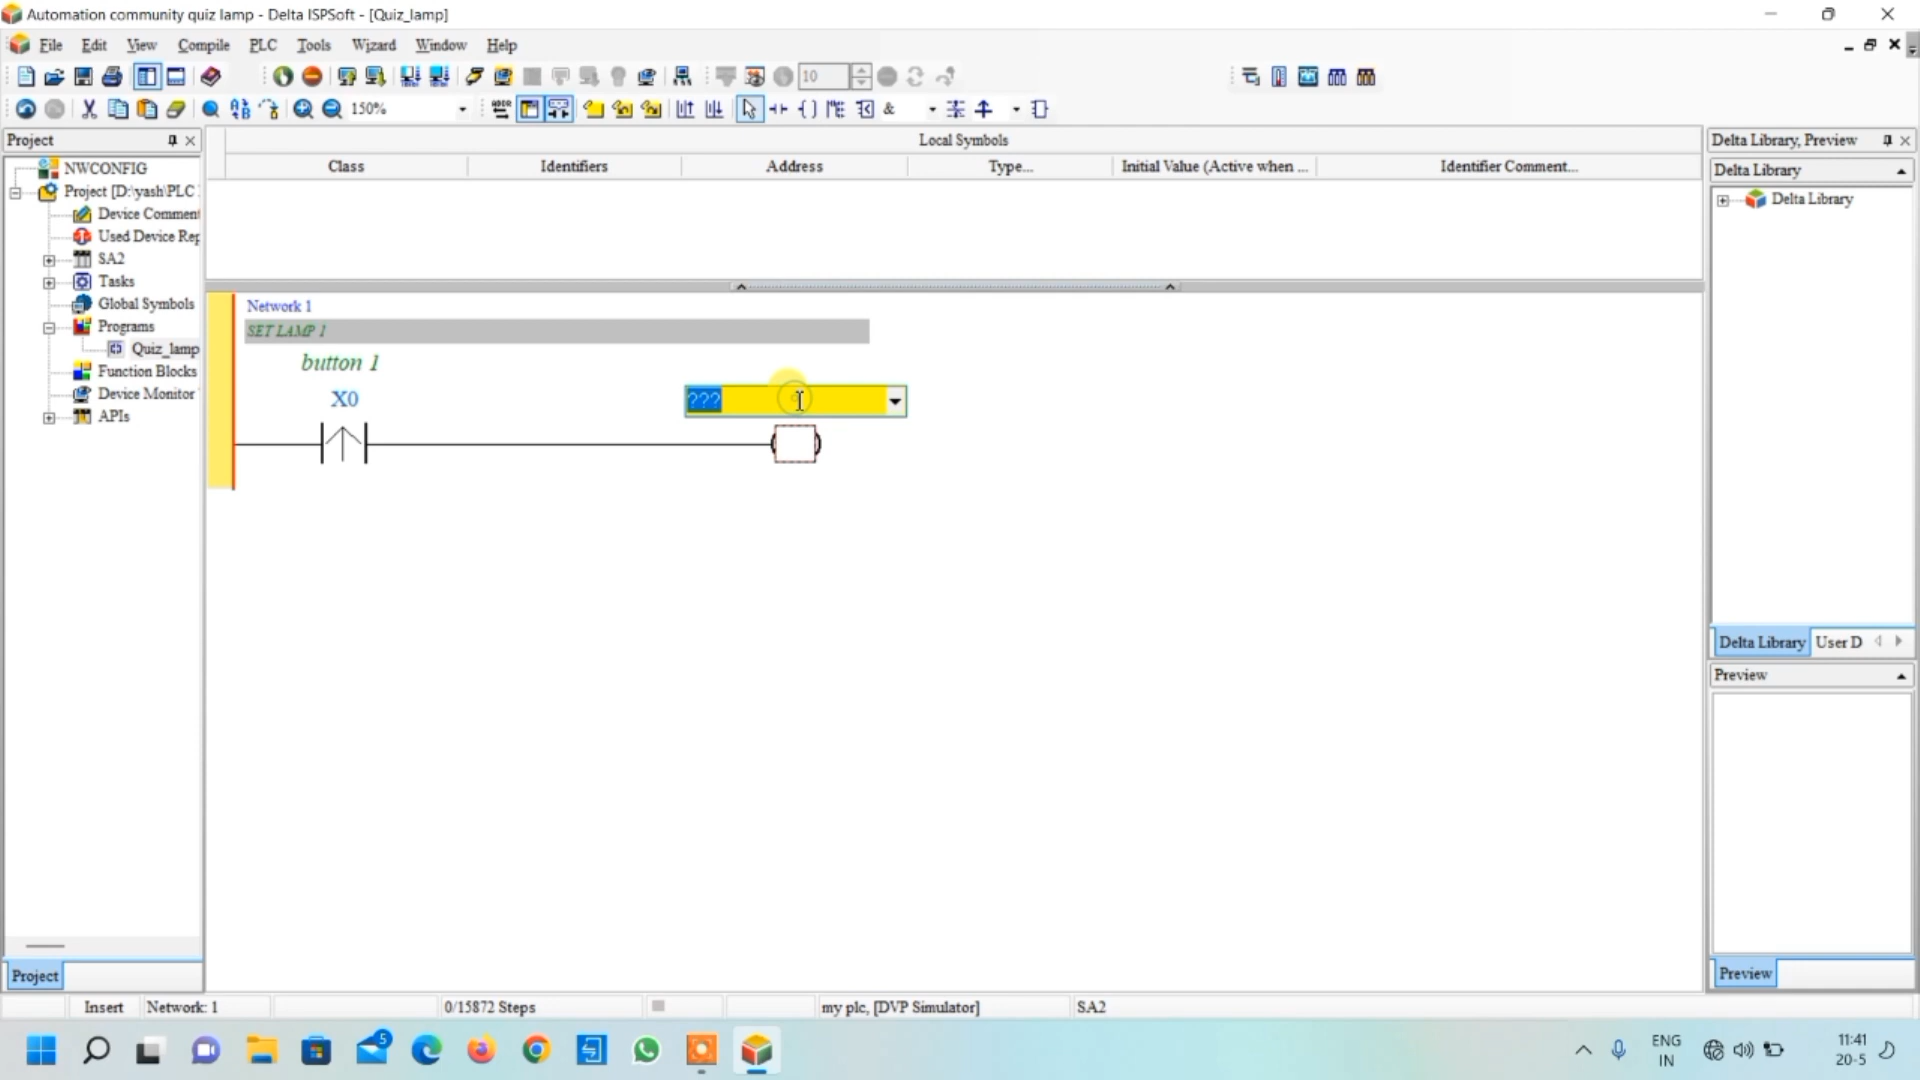 Automation community quiz lamp - Delta ISPSoft - [Quiz_lamp]
File Edit View Compile PLC Tools Wizard Window Help
10
150%
&
Project
NWCONFIG
Project [D:\yash\PLC
Device Comment
Used Device Rep
SA2
Tasks
Global Symbols
Programs
Quiz_lamp
Function Blocks
Device Monitor
APIs
Project
Local Symbols
Class Identifiers Address Type... Initial Value (Active when ... Identifier Comment...
Network 1
SET LAMP 1
button 1
X0
???
Delta Library, Preview
Delta Library
Delta Library
Delta Library User D
Preview
Preview
Insert Network: 1 0/15872 Steps my plc, [DVP Simulator] SA2
5
ENG
IN
11:41
20-5